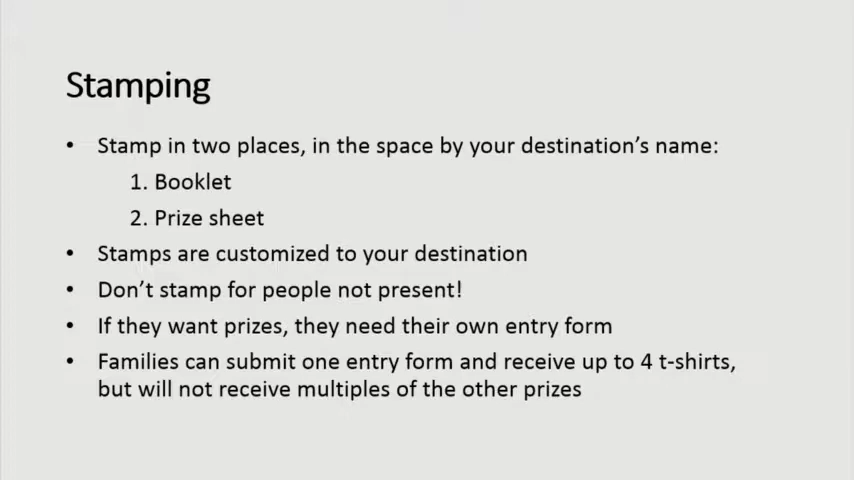 Stamping
• Stamp in two places, in the space by your destination's name:
1. Booklet
2. Prize sheet
• Stamps are customized to your destination
• Don't stamp for people not present!
• If they want prizes, they need their own entry form
• Families can submit one entry form and receive up to 4 t-shirts,
but will not receive multiples of the other prizes